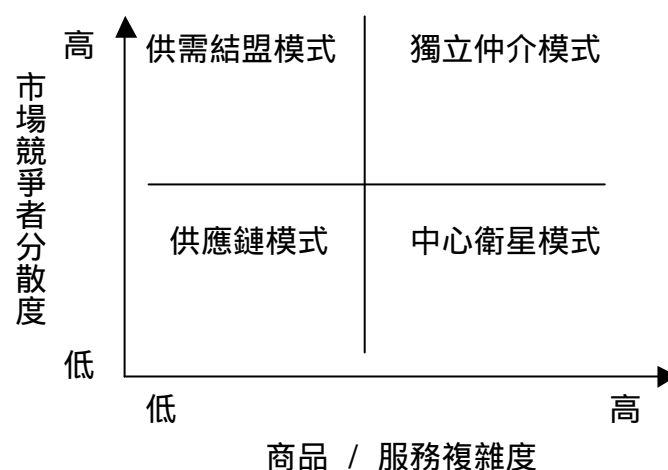 高
供需結盟模式
獨立仲介模式
市場競爭者分散度
供應鏈模式
中心衛星模式
低
低
高
商品 / 服務複雜度